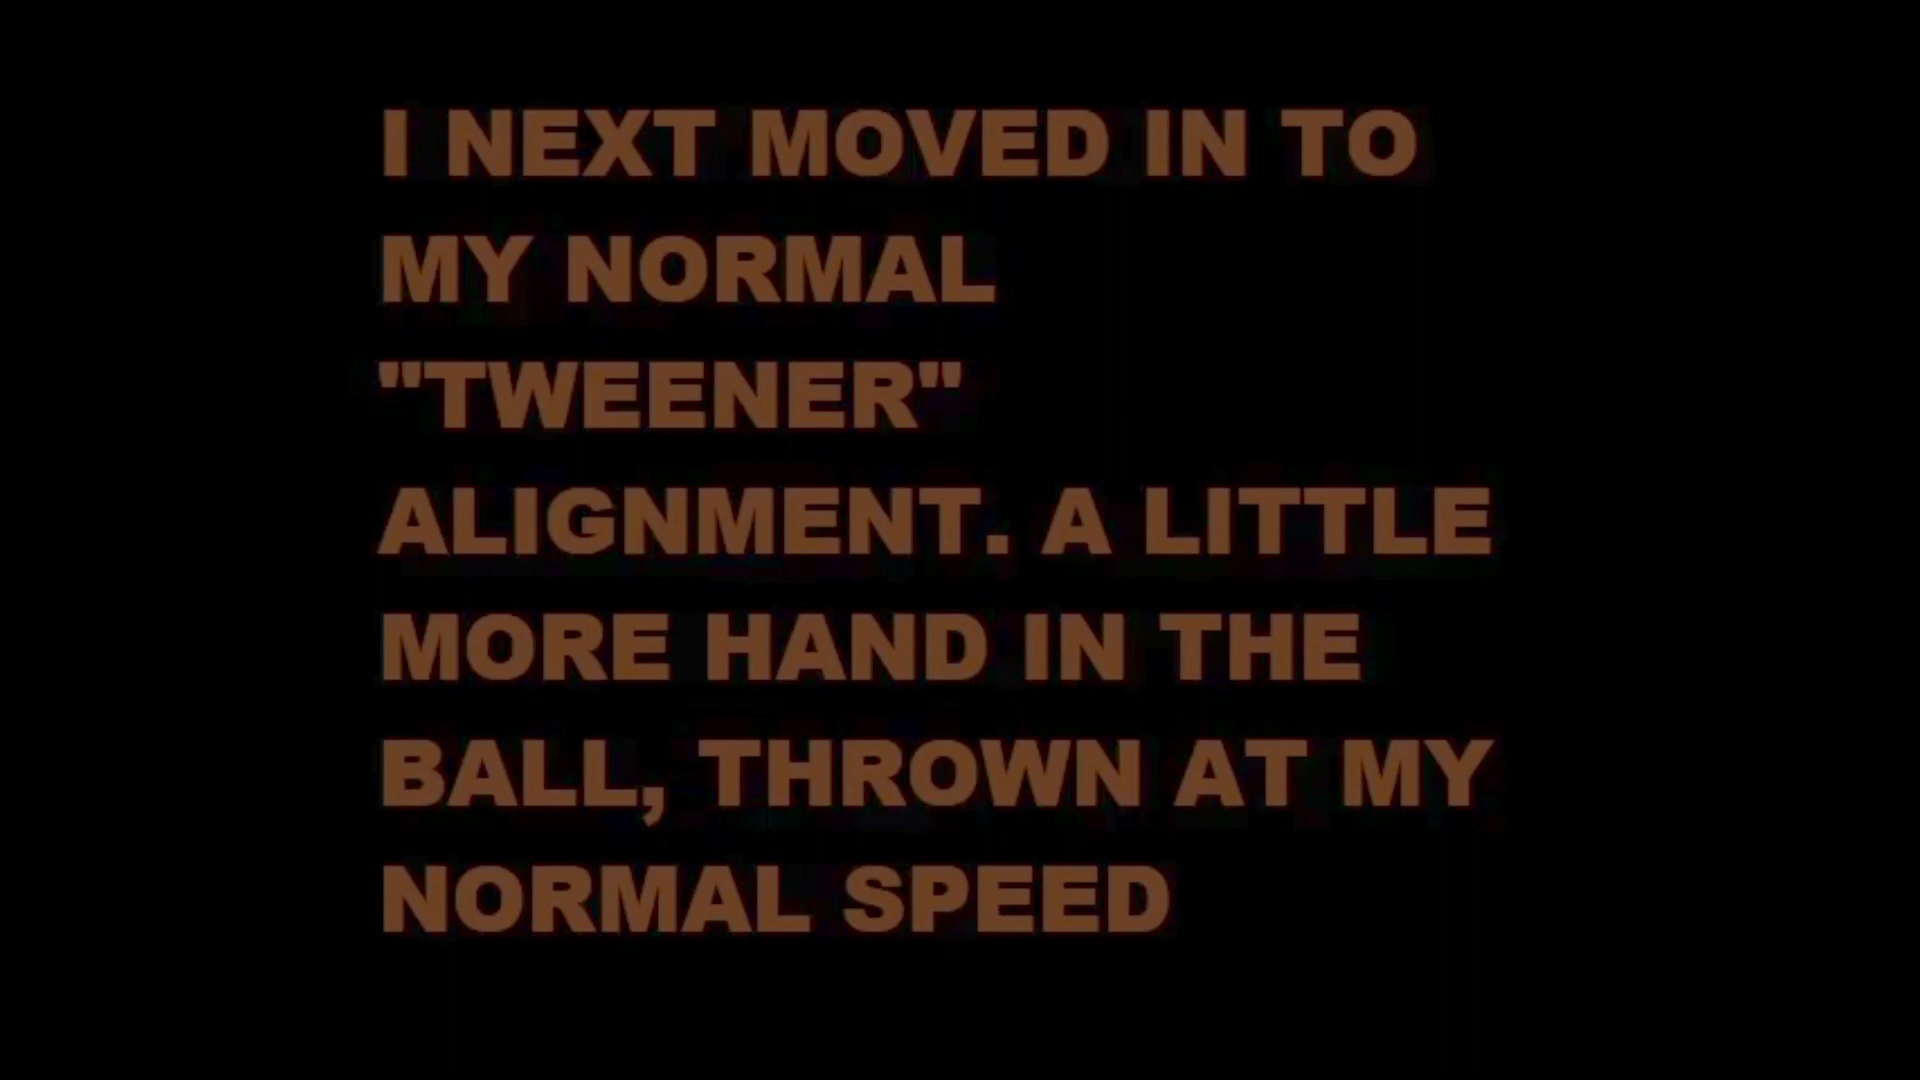 I NEXT MOVED IN TO
MY NORMAL
"TWEENER"
ALIGNMENT. A LITTLE
MORE HAND IN THE
BALL, THROWN AT MY
NORMAL SPEED